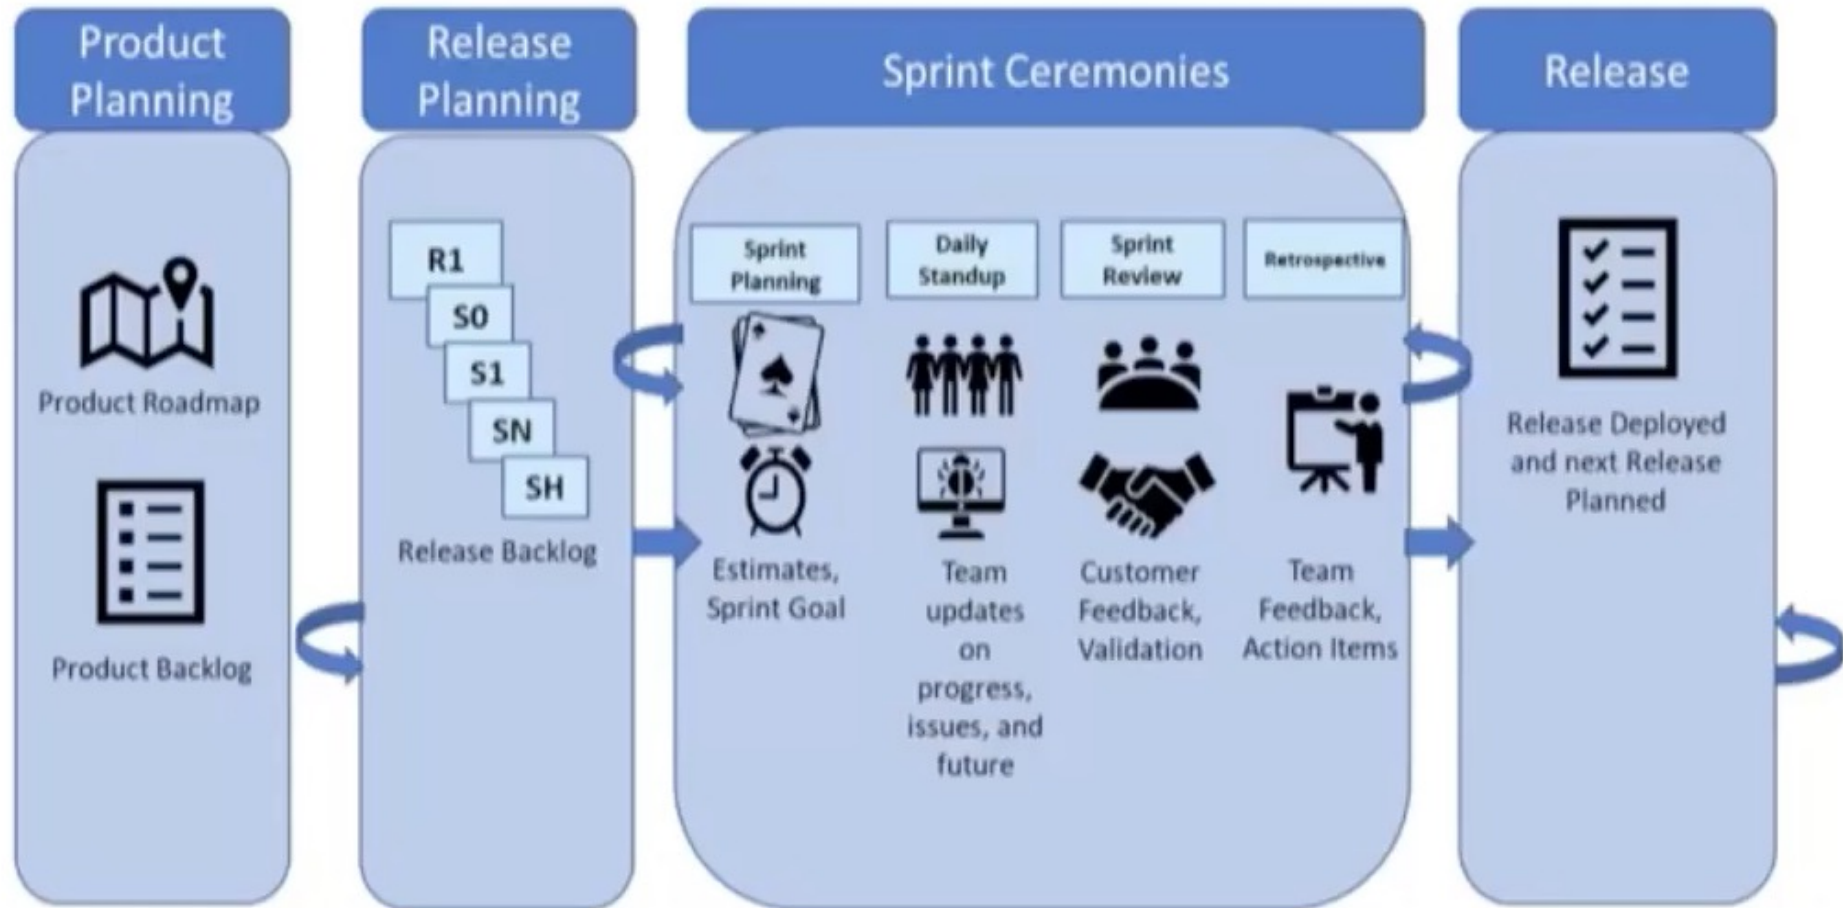 Product
Planning
Release
Planning
Sprint Ceremonies
Release
Product Roadmap
Product Backlog
R1
S0
S1
SN
SH
Release Backlog
Sprint
Planning
Estimates,
Sprint Goal
Daily
Standup
Team
updates
on
progress,
issues, and
future
Sprint
Review
Customer
Feedback,
Validation
Retrospective
Team
Feedback,
Action Items
Release Deployed
and next Release
Planned